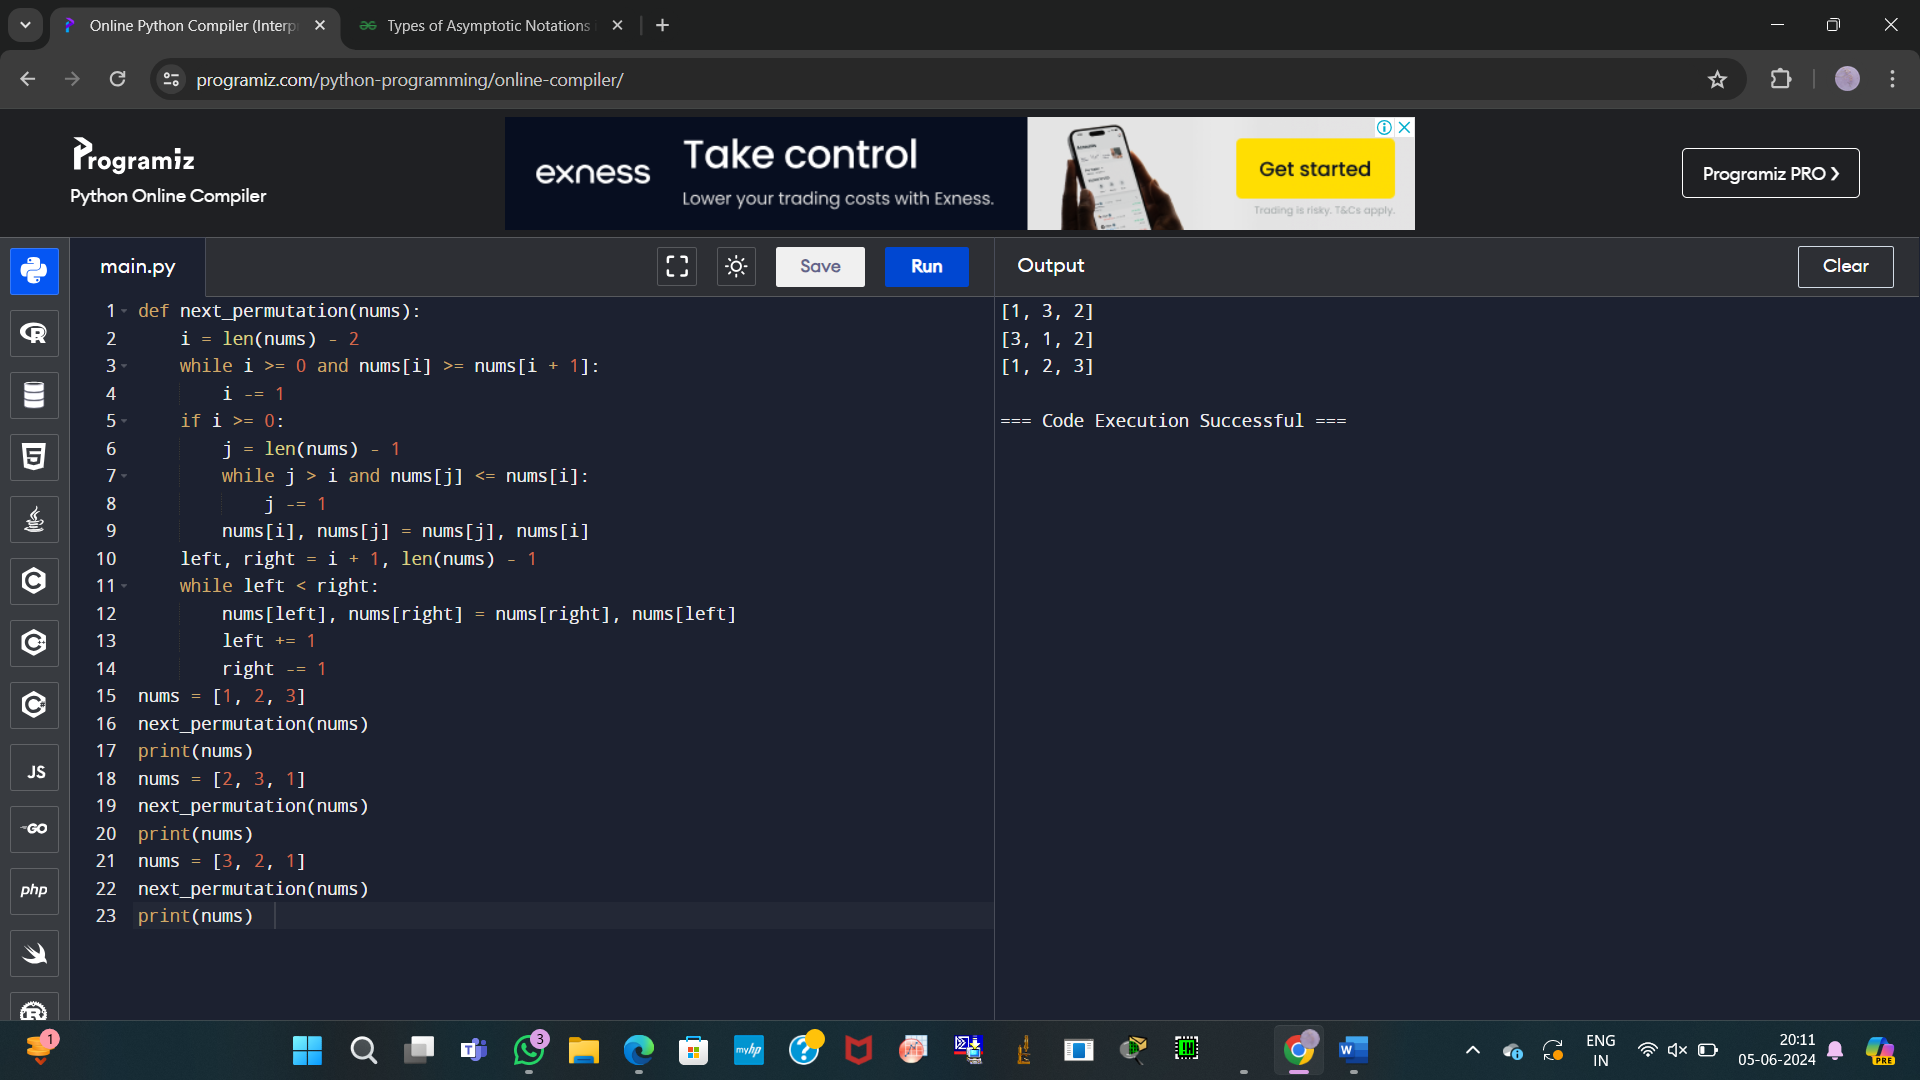 Online Python Compiler (Interp
Types of Asymptotic Notations
programiz.com/python-programming/online-compiler/
Programiz
Python Online Compiler
exness
Take control
Lower your trading costs with Exness.
Get started
Trading is risky. T&Cs apply.
Programiz PRO ❯
main.py
Save
Run
Output
Clear
1 def next_permutation(nums):
2     i = len(nums) - 2
3     while i >= 0 and nums[i] >= nums[i + 1]:
4         i -= 1
5     if i >= 0:
6         j = len(nums) - 1
7         while j > i and nums[j] <= nums[i]:
8             j -= 1
9         nums[i], nums[j] = nums[j], nums[i]
10     left, right = i + 1, len(nums) - 1
11     while left < right:
12         nums[left], nums[right] = nums[right], nums[left]
13         left += 1
14         right -= 1
15 nums = [1, 2, 3]
16 next_permutation(nums)
17 print(nums)
18 nums = [2, 3, 1]
19 next_permutation(nums)
20 print(nums)
21 nums = [3, 2, 1]
22 next_permutation(nums)
23 print(nums)
[1, 3, 2]
[3, 1, 2]
[1, 2, 3]
=== Code Execution Successful ===
R
5
C
C++
C#
JS
GO
php
R
1
3
myhp
?
W
ENG
IN
20:11
05-06-2024
PRE